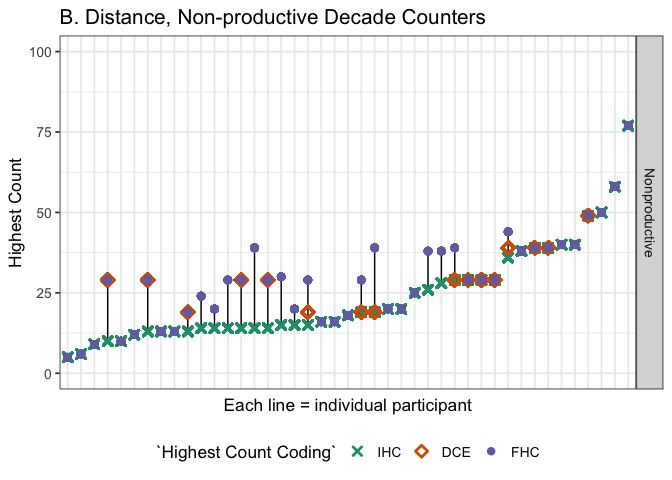 B. Distance, Non-productive Decade Counters
100
75
50
25
0
Highest Count
Nonproductive
Each line = individual participant
`Highest Count Coding` IHC DCE FHC